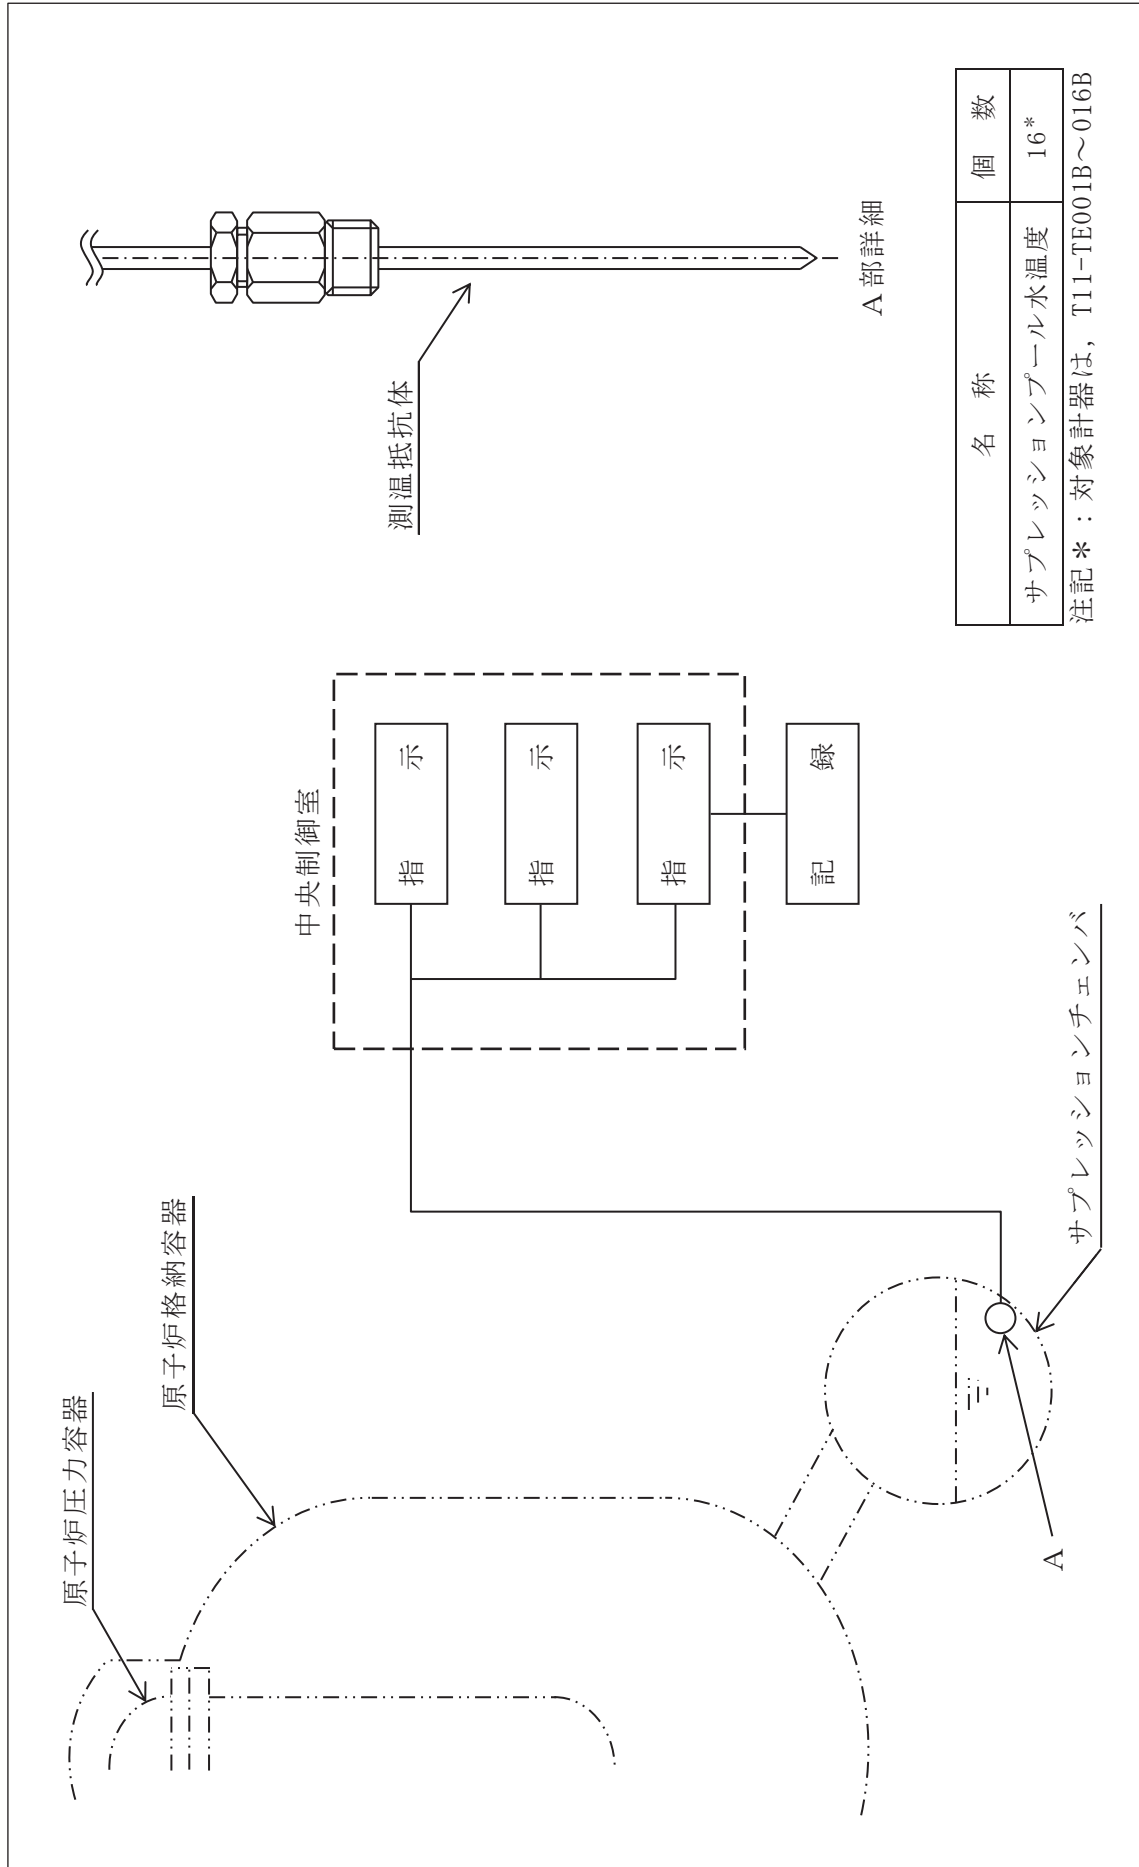 原子炉圧力容器
原子炉格納容器
中央制御室
指示
指示
指示
記録
サプレッションチェンバ
A
測温抵抗体
A部詳細
名称 個数
サプレッションプール水温度 16*
注記*:対象計器は,T11-TE001B~016B